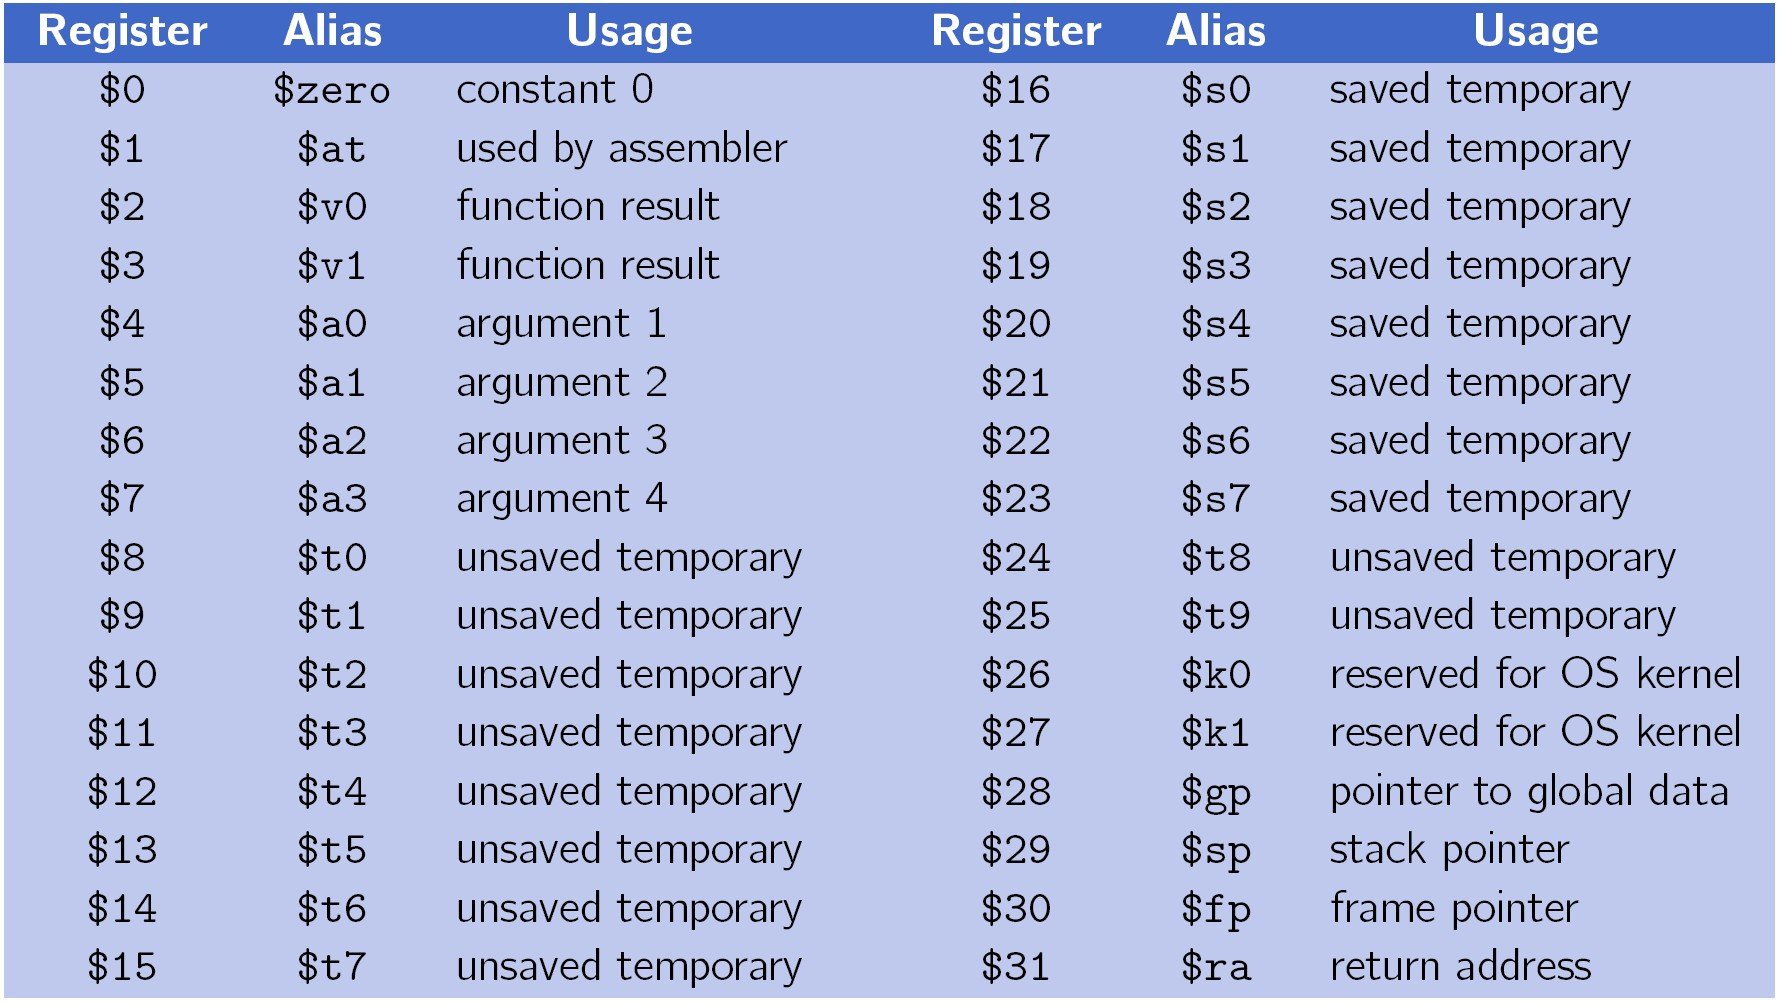 Register Alias Usage Register Alias Usage
$0 $zero constant 0 $16 $s0 saved temporary
$1 $at used by assembler $17 $s1 saved temporary
$2 $v0 function result $18 $s2 saved temporary
$3 $v1 function result $19 $s3 saved temporary
$4 $a0 argument 1 $20 $s4 saved temporary
$5 $a1 argument 2 $21 $s5 saved temporary
$6 $a2 argument 3 $22 $s6 saved temporary
$7 $a3 argument 4 $23 $s7 saved temporary
$8 $t0 unsaved temporary $24 $t8 unsaved temporary
$9 $t1 unsaved temporary $25 $t9 unsaved temporary
$10 $t2 unsaved temporary $26 $k0 reserved for OS kernel
$11 $t3 unsaved temporary $27 $k1 reserved for OS kernel
$12 $t4 unsaved temporary $28 $gp pointer to global data
$13 $t5 unsaved temporary $29 $sp stack pointer
$14 $t6 unsaved temporary $30 $fp frame pointer
$15 $t7 unsaved temporary $31 $ra return address